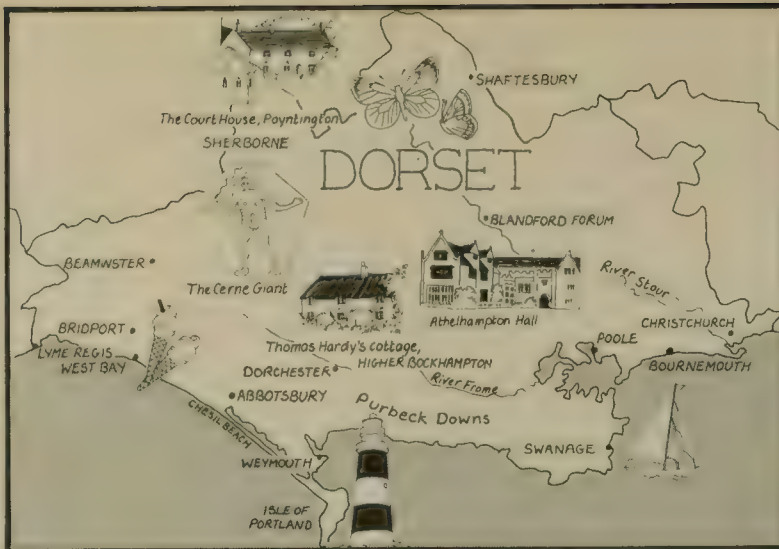 SHAFTESBURY
The Court House, Poyntington
SHERBORNE
DORSET
BLANDFORD FORUM
BEAMINSTER
The Cerne Giant
River Stour
Athelhampton Hall
CHRISTCHURCH
BRIDPORT
POOLE
LYME REGIS
WEST BAY
Thomas Hardy's Cottage,
HIGHER BOCKHAMPTON
BOURNEMOUTH
DORCHESTER
River Frome
ABBOTSBURY
Purbeck Downs
CHESIL BEACH
SWANAGE
WEYMOUTH
ISLE OF
PORTLAND